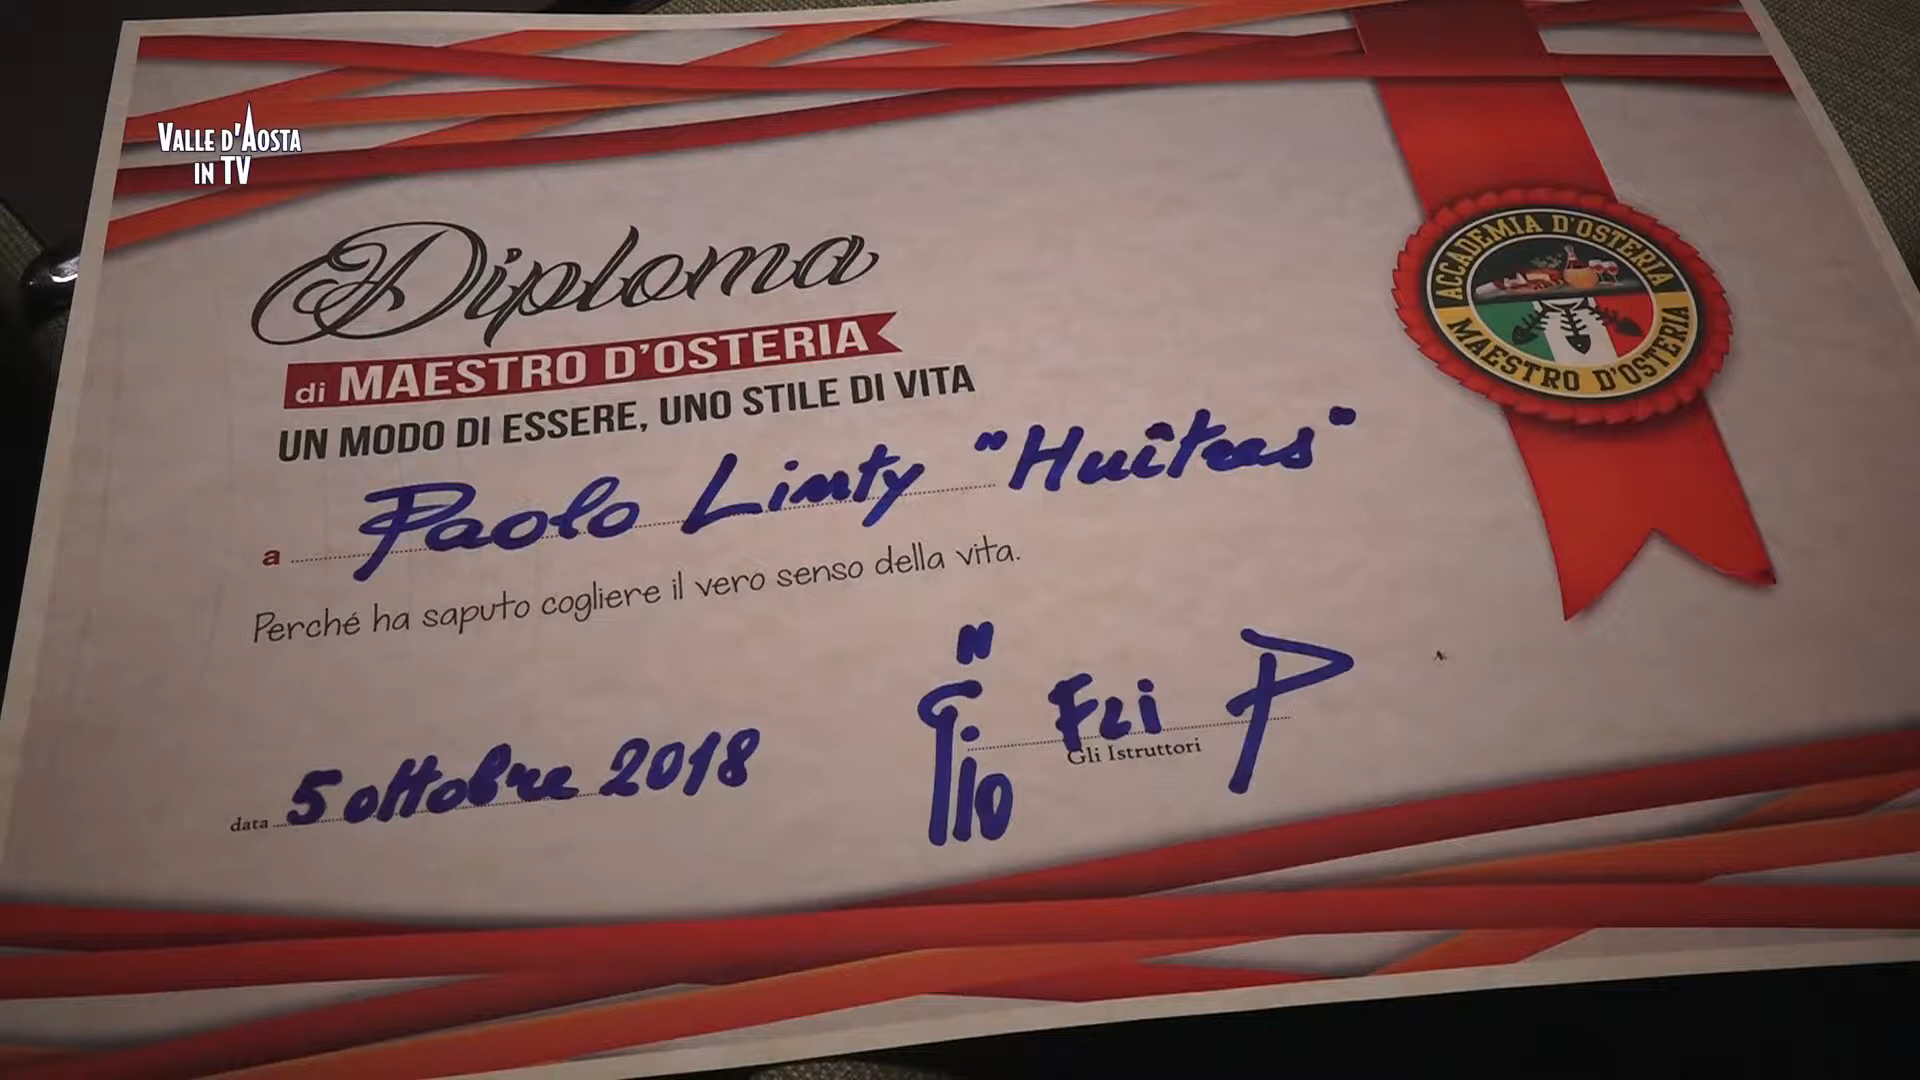 VALLE D'AOSTA
IN TV
Diploma
di MAESTRO D'OSTERIA
UN MODO DI ESSERE, UNO STILE DI VITA
a Paolo Linty "Huîtres"
Perché ha saputo cogliere il vero senso della vita.
ACCADEMIA D'OSTERIA
MAESTRO D'OSTERIA
data 5 ottobre 2018
Gli Istruttori